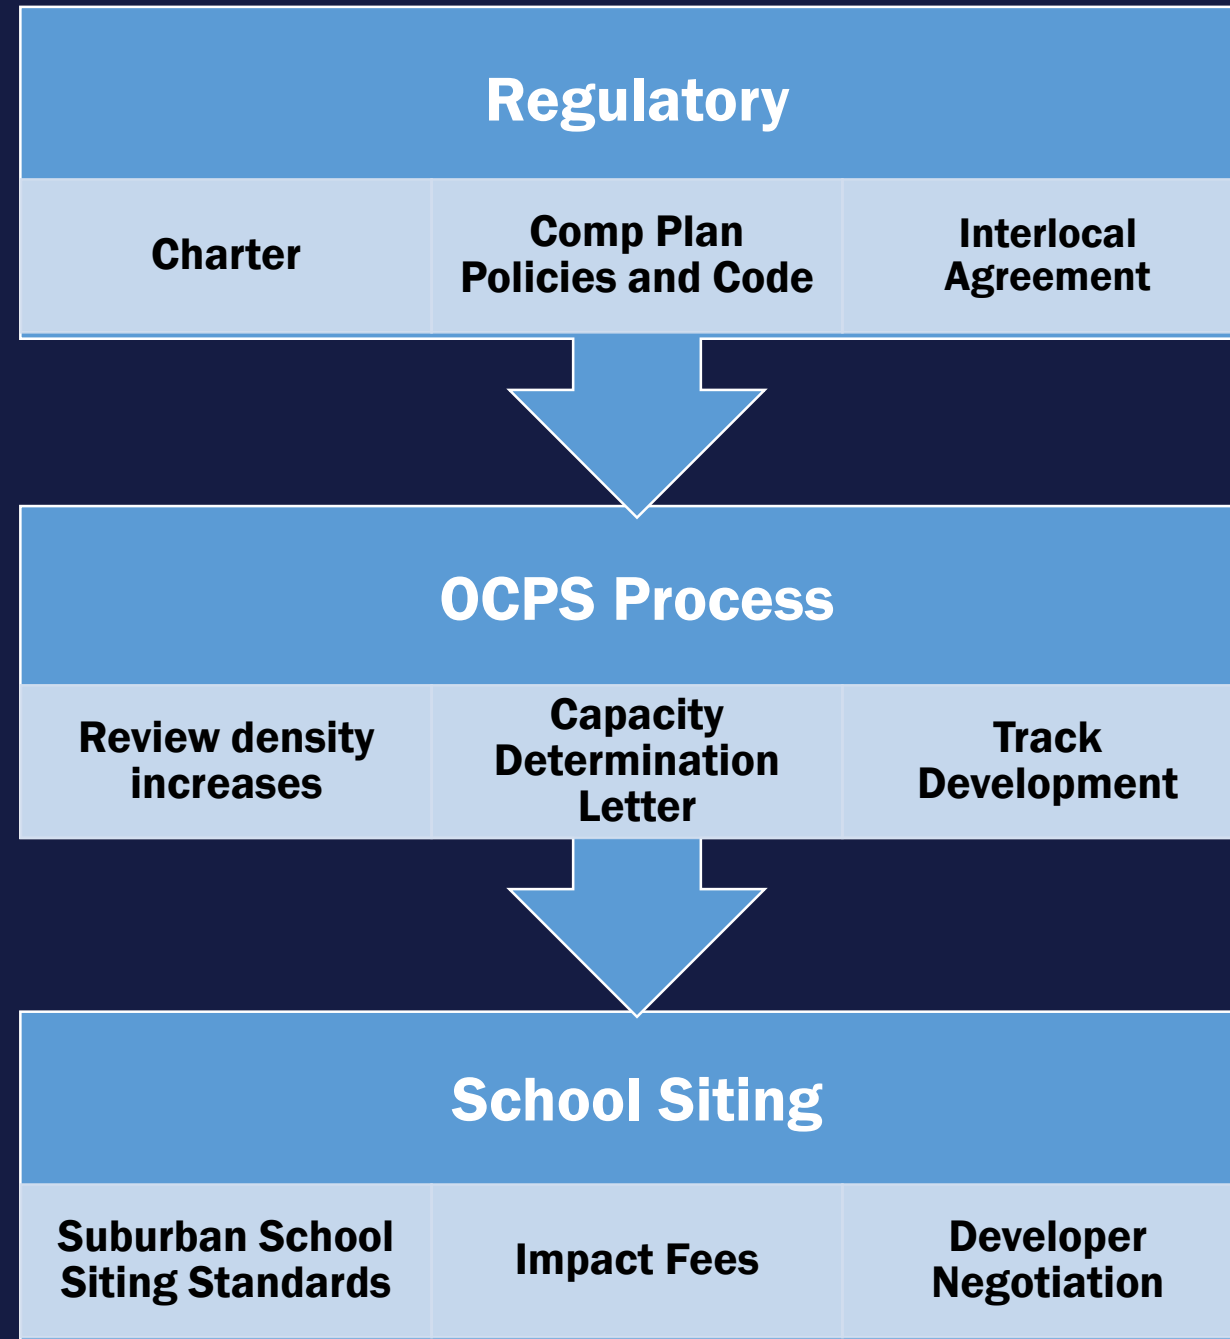 Regulatory
Charter
Comp Plan
Policies and Code
Interlocal
Agreement
OCPS Process
Review density
increases
Capacity
Determination
Letter
Track
Development
School Siting
Suburban School
Siting Standards
Impact Fees
Developer
Negotiation